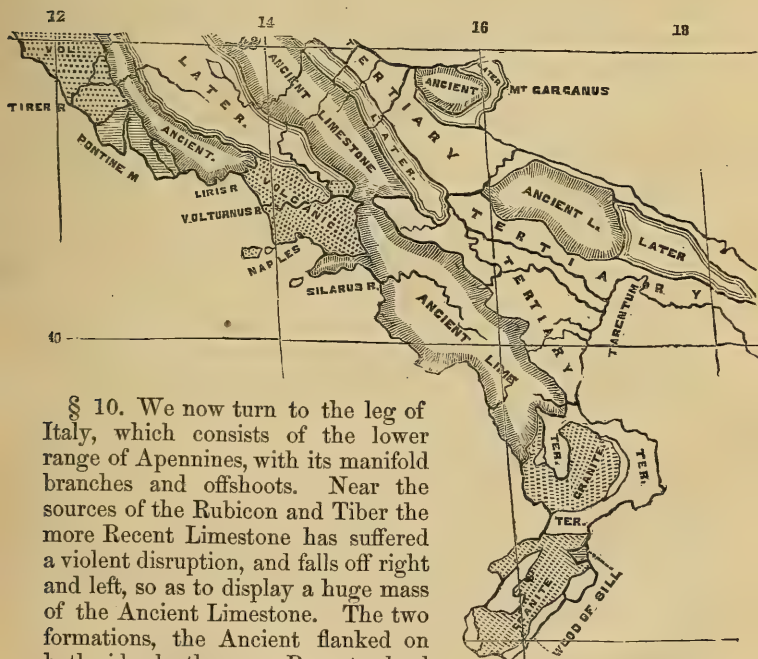 12 14 16 18
VOL.
TIBER R
PONTINE M
LATER.
ANCIENT.
ANCIENT
LIMESTONE
LATER.
TERTIARY
ANCIENT
LATER
MT GARGANUS
LIRIS R
VOLTURNUS R
VOLCANIC
NAPLES
SILARUS R.
ANCIENT L.
LATER
TERTIARY
TERTIARY
TARENTUM
ANCIENT LIME
40
TER.
GRANITE
TER.
TER.
GRANITE
WOOD OF SILL
§ 10. We now turn to the leg of
Italy, which consists of the lower
range of Apennines, with its manifold
branches and offshoots. Near the
sources of the Rubicon and Tiber the
more Recent Limestone has suffered
a violent disruption, and falls off right
and left, so as to display a huge mass
of the Ancient Limestone. The two
formations, the Ancient flanked on